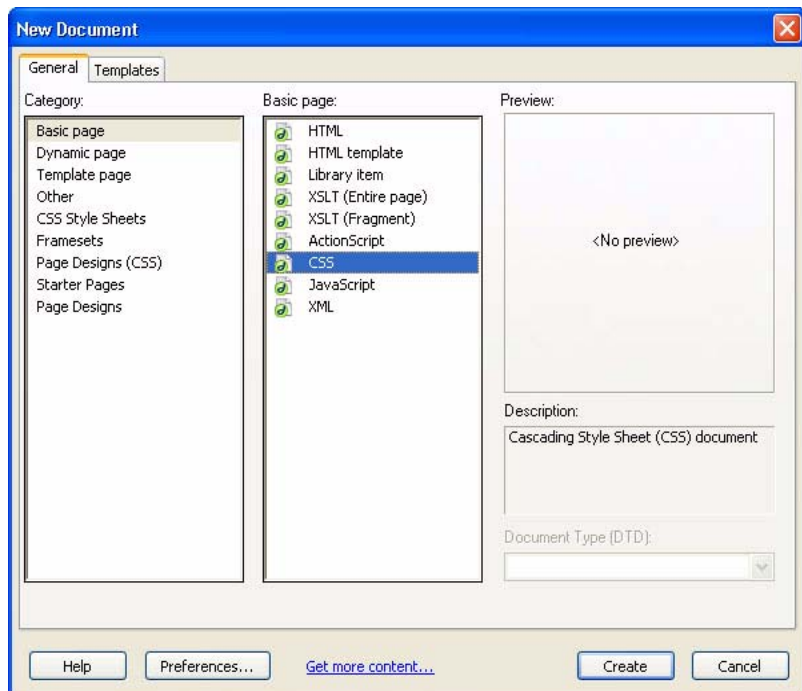 New Document
General Templates
Category:
Basic page
Dynamic page
Template page
Other
CSS Style Sheets
Framesets
Page Designs (CSS)
Starter Pages
Page Designs
Basic page:
HTML
HTML template
Library item
XSLT (Entire page)
XSLT (Fragment)
ActionScript
CSS
JavaScript
XML
Preview:
<No preview>
Description:
Cascading Style Sheet (CSS) document
Document Type (DTD):
Help Preferences... Get more content... Create Cancel